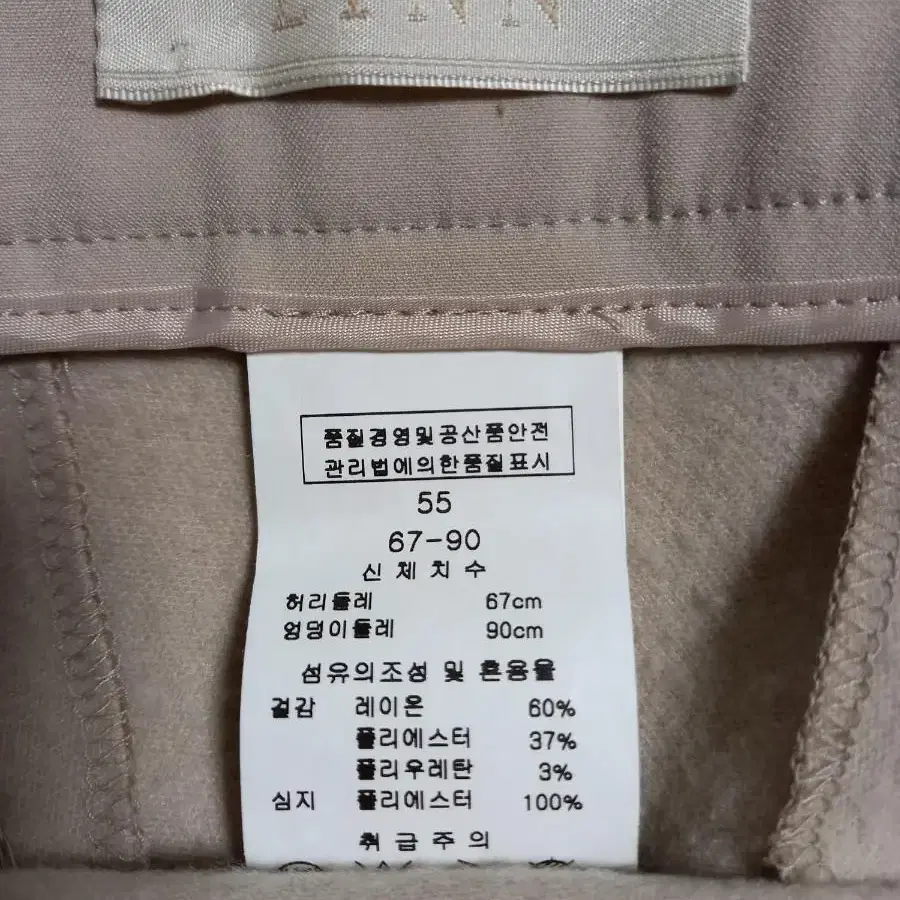 LYNN
품질경영및공산품안전
관리법에의한품질표시
55
67-90
신체치수
허리둘레 67cm
엉덩이둘레 90cm
섬유의조성 및 혼용율
겉감 레이온 60%
폴리에스터 37%
폴리우레탄 3%
심지 폴리에스터 100%
취급주의